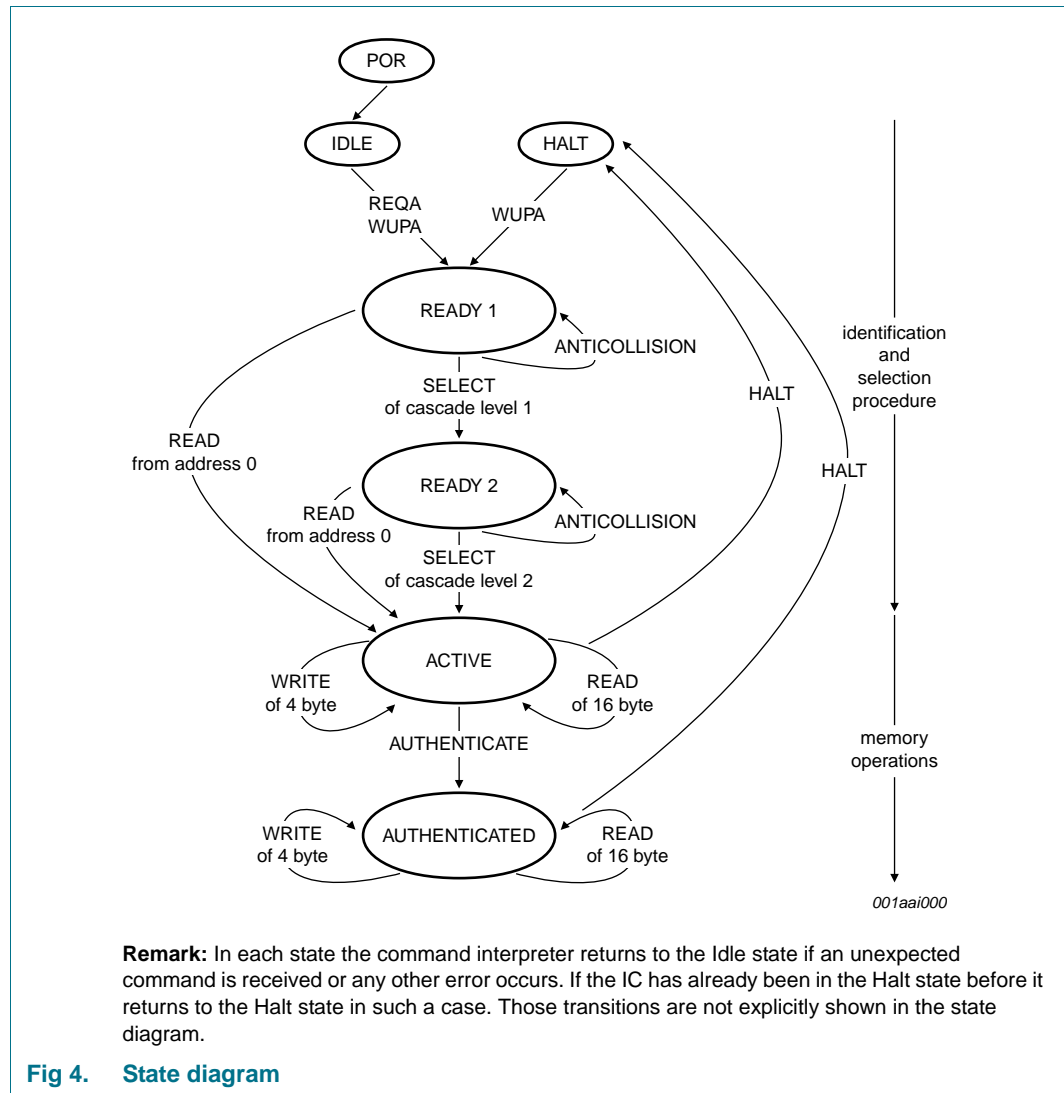 POR
IDLE
HALT
REQA
WUPA
WUPA
READY 1
ANTICOLLISION
identification
and
selection
procedure
SELECT
of cascade level 1
HALT
READ
from address 0
HALT
READY 2
READ
from address 0
ANTICOLLISION
SELECT
of cascade level 2
ACTIVE
WRITE
of 4 byte
READ
of 16 byte
AUTHENTICATE
memory
operations
WRITE
of 4 byte
AUTHENTICATED
READ
of 16 byte
001aai000
Remark: In each state the command interpreter returns to the Idle state if an unexpected
command is received or any other error occurs. If the IC has already been in the Halt state before it
returns to the Halt state in such a case. Those transitions are not explicitly shown in the state
diagram.
Fig 4. State diagram